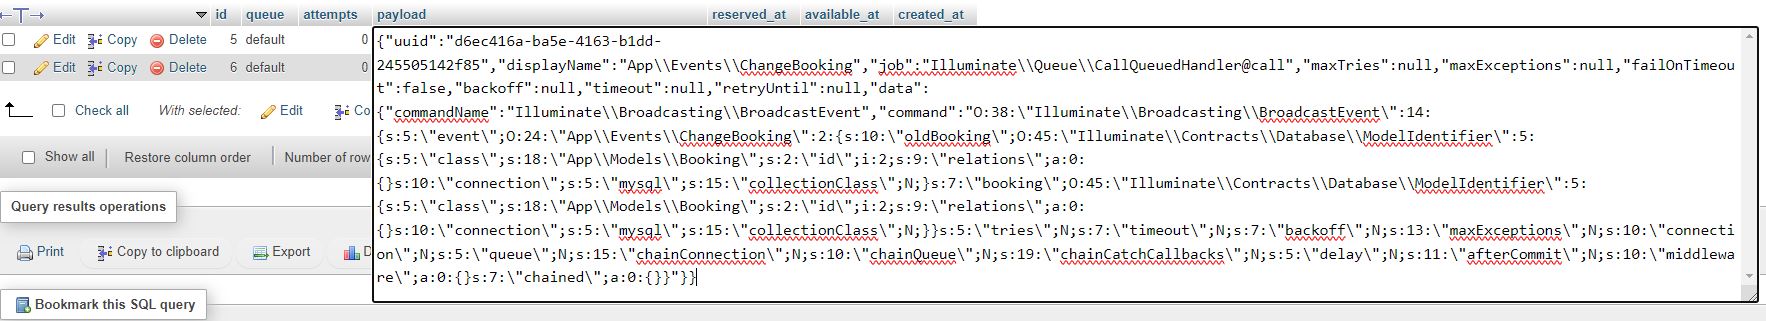 ←T→ id queue attempts payload reserved_at available_at created_at
Edit Copy Delete 5 default 0
Edit Copy Delete 6 default 0
{"uuid":"d6ec416a-ba5e-4163-b1dd-
245505142f85","displayName":"App\\Events\\ChangeBooking","job":"Illuminate\\Queue\\CallQueuedHandler@call","maxTries":null,"maxExceptions":null,"failOnTimeou
t":false,"backoff":null,"timeout":null,"retryUntil":null,"data":
{"commandName":"Illuminate\\Broadcasting\\BroadcastEvent","command":"O:38:\"Illuminate\\Broadcasting\\BroadcastEvent\":14:
{s:5:\"event\";O:24:\"App\\Events\\ChangeBooking\":2:{s:10:\"oldBooking\";O:45:\"Illuminate\\Contracts\\Database\\ModelIdentifier\":5:
{s:5:\"class\";s:18:\"App\\Models\\Booking\";s:2:\"id\";i:2;s:9:\"relations\";a:0:
{}s:10:\"connection\";s:5:\"mysql\";s:15:\"collectionClass\";N;}s:7:\"booking\";O:45:\"Illuminate\\Contracts\\Database\\ModelIdentifier\":5:
{s:5:\"class\";s:18:\"App\\Models\\Booking\";s:2:\"id\";i:2;s:9:\"relations\";a:0:
{}s:10:\"connection\";s:5:\"mysql\";s:15:\"collectionClass\";N;}}s:5:\"tries\";N;s:7:\"timeout\";N;s:7:\"backoff\";N;s:13:\"maxExceptions\";N;s:10:\"connectio
n\";N;s:5:\"queue\";N;s:15:\"chainConnection\";N;s:10:\"chainQueue\";N;s:19:\"chainCatchCallbacks\";N;s:5:\"delay\";N;s:11:\"afterCommit\";N;s:10:\"middlewa
re\";a:0:{}s:7:\"chained\";a:0:{}}"}}
Check all With selected: Edit Co
Show all Restore column order Number of row
Query results operations
Print Copy to clipboard Export D
Bookmark this SQL query